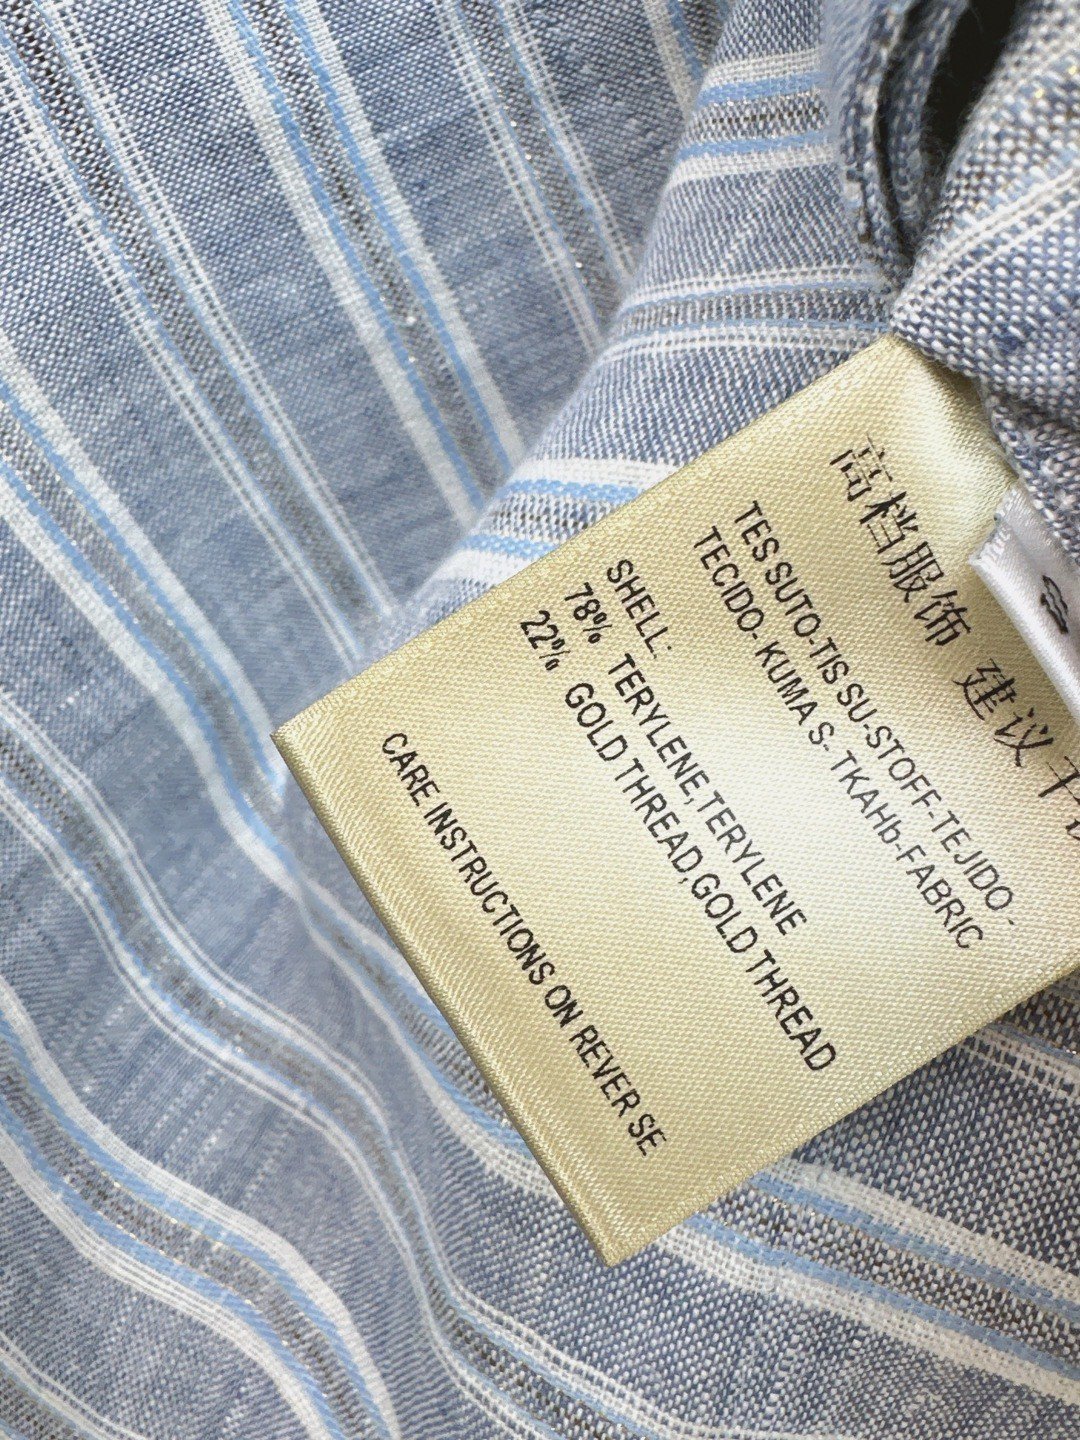 高档服饰 建议干
TES SUTO-TIS SU-STOFF-TEJIDO-
TECIDO-KUMA S-TKAHb-FABRIC
SHELL:
78% TERYLENE,TERYLENE
22% GOLD THREAD,GOLD THREAD
CARE INSTRUCTIONS ON REVER SE